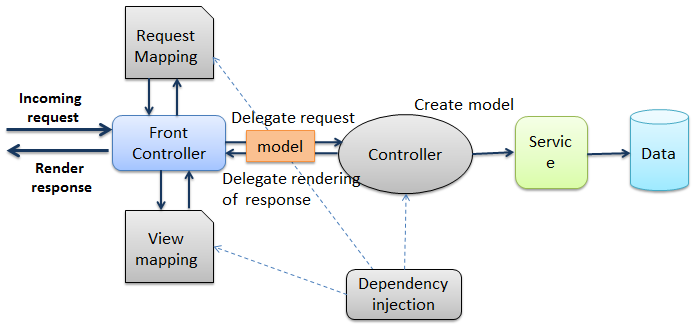 Request
Mapping
Incoming
request
Render
response
Front
Controller
Delegate request
model
Delegate rendering
of response
Create model
Controller
Servic
e
Data
View
mapping
Dependency
injection